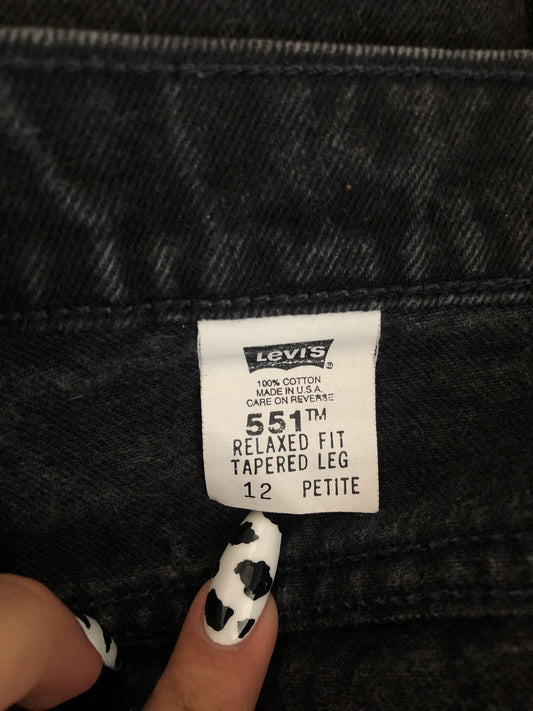 LEVI'S
100% COTTON
MADE IN U.S.A.
CARE ON REVERSE
551™
RELAXED FIT
TAPERED LEG
12 PETITE